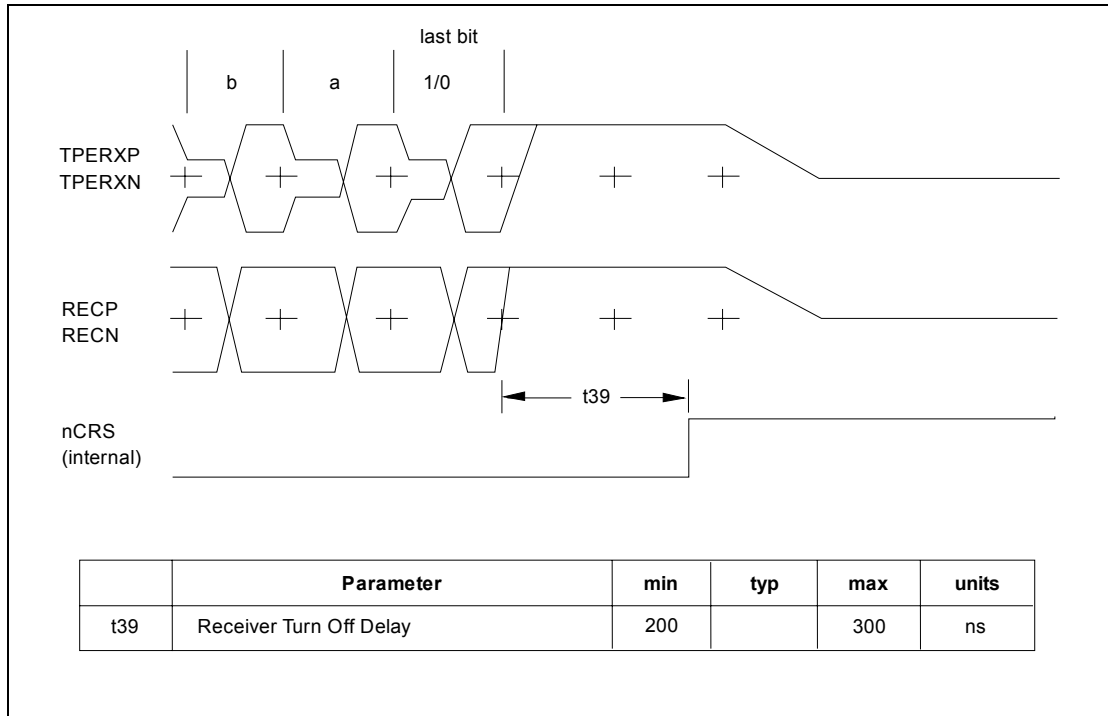 last bit
b a 1/0
TPERXP
TPERXN
RECP
RECN
t39
nCRS
(internal)
Parameter min typ max units
t39 Receiver Turn Off Delay 200 300 ns